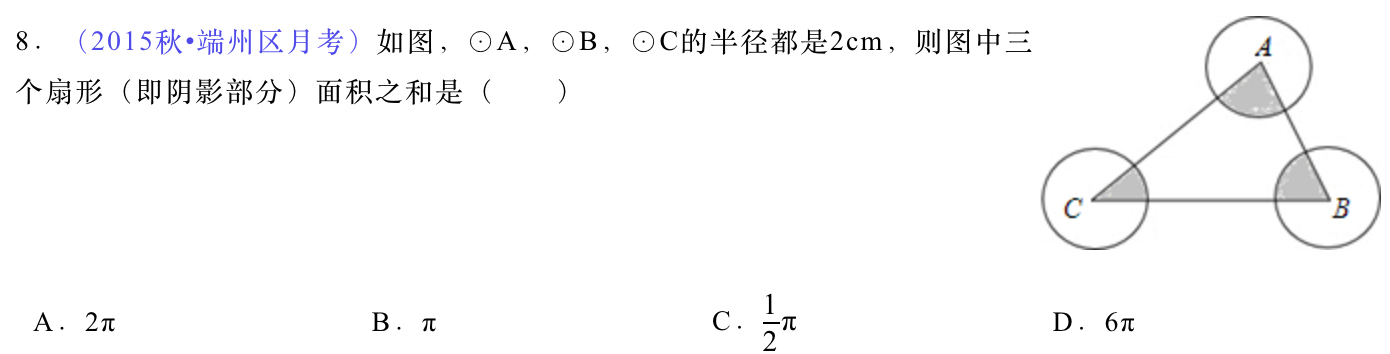 8．（2015秋•端州区月考）如图，⊙A，⊙B，⊙C的半径都是2cm，则图中三
个扇形（即阴影部分）面积之和是（　　）
A
C
B
A．2π
B．π
C．$\frac{1}{2}$π
D．6π